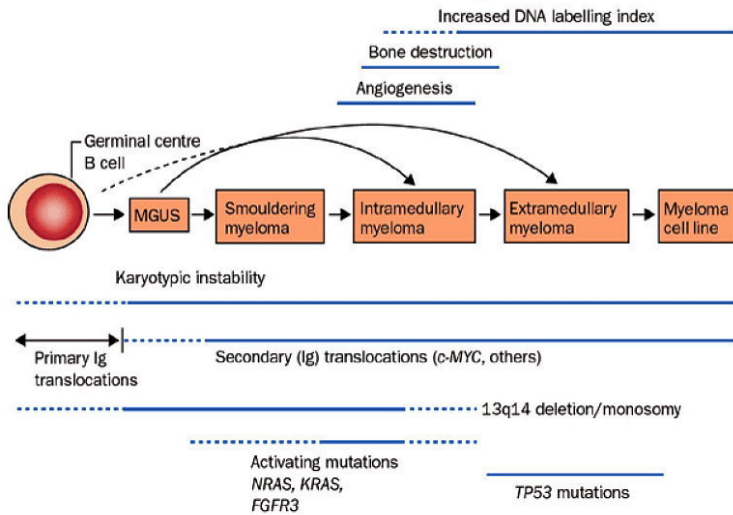 Increased DNA labelling index
Bone destruction
Angiogenesis
Germinal centre
B cell
MGUS
Smouldering
myeloma
Intramedullary
myeloma
Extramedullary
myeloma
Myeloma
cell line
Karyotypic instability
Primary Ig
translocations
Secondary (Ig) translocations (c-MYC, others)
13q14 deletion/monosomy
Activating mutations
NRAS, KRAS,
FGFR3
TP53 mutations